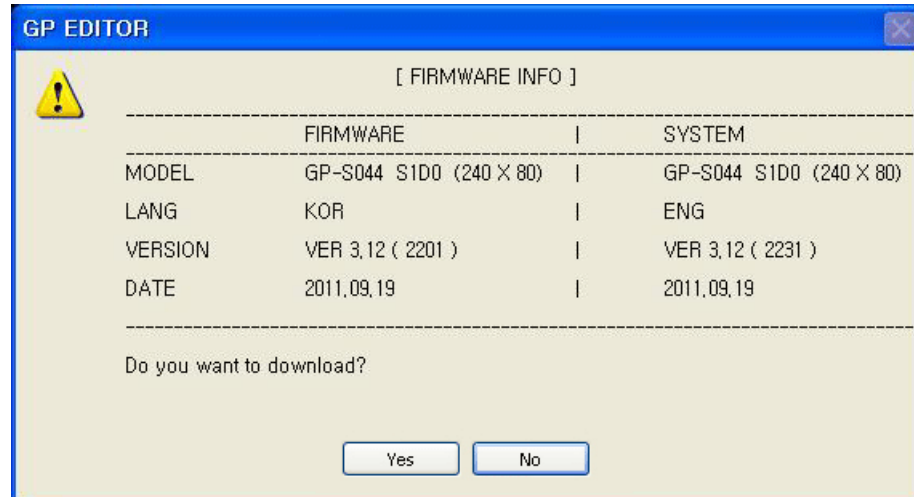 GP EDITOR
[ FIRMWARE INFO ]
FIRMWARE | SYSTEM
MODEL GP-S044 S1D0 (240 X 80) | GP-S044 S1D0 (240 X 80)
LANG KOR | ENG
VERSION VER 3.12 ( 2201 ) | VER 3.12 ( 2231 )
DATE 2011.09.19 | 2011.09.19
Do you want to download?
Yes No